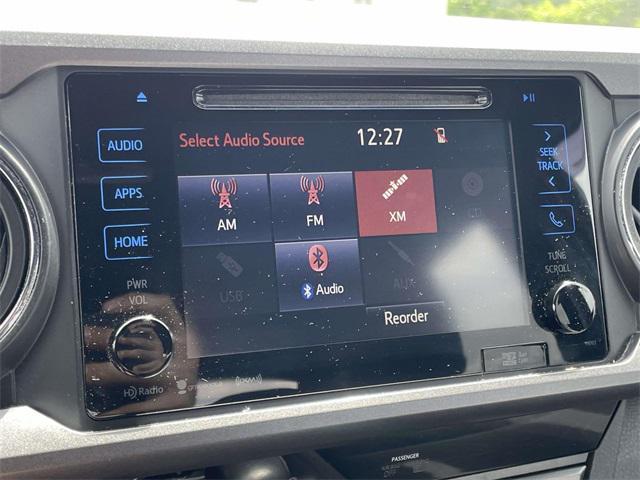 AUDIO
APPS
HOME
PWR
VOL
HD Radio
Select Audio Source
12:27
AM
FM
XM
USB
Audio
AUX
Reorder
SEEK
TRACK
TUNE
SCROLL
PASSENGER